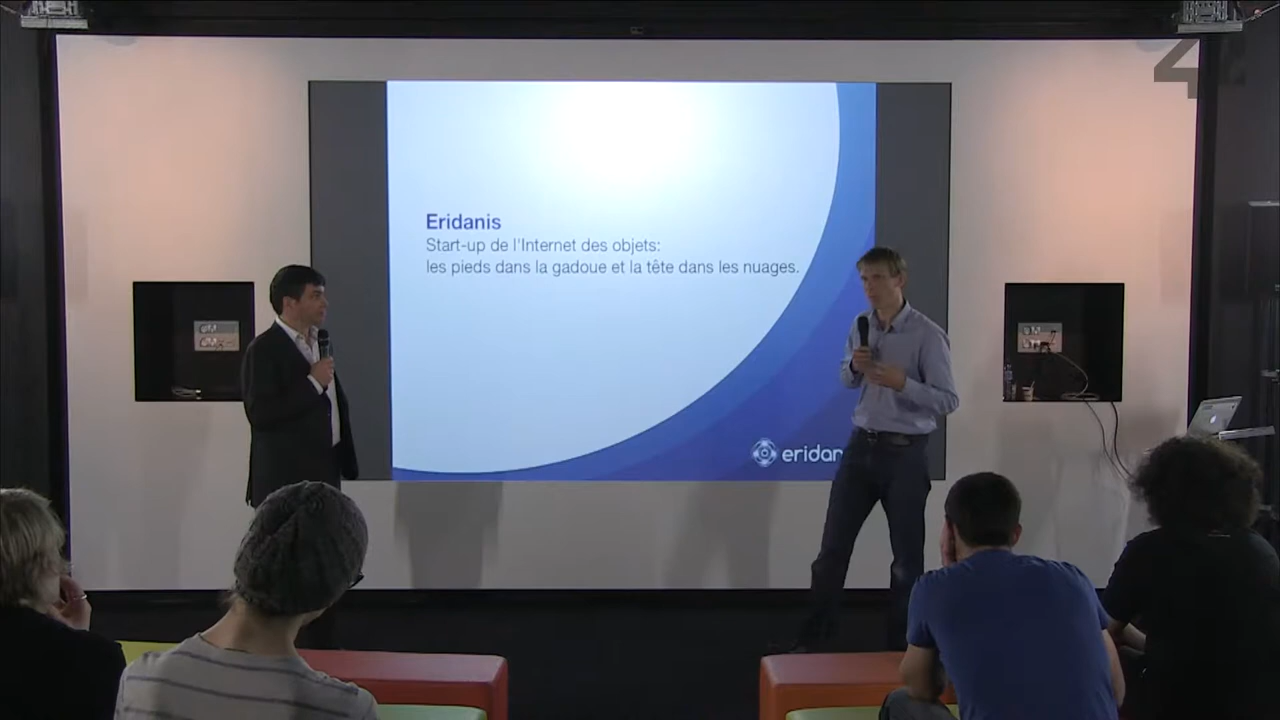 4
Eridanis
Start-up de l'Internet des objets:
les pieds dans la gadoue et la tête dans les nuages.
eridan